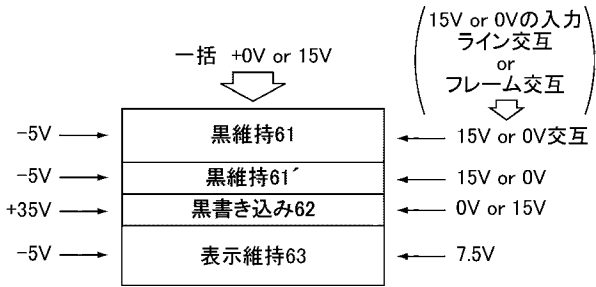 15V or 0Vの入力
ライン交互
or
フレーム交互
一括 +0V or 15V
-5V 黒維持61 15V or 0V交互
-5V 黒維持61´ 15V or 0V
+35V 黒書き込み62 0V or 15V
-5V 表示維持63 7.5V